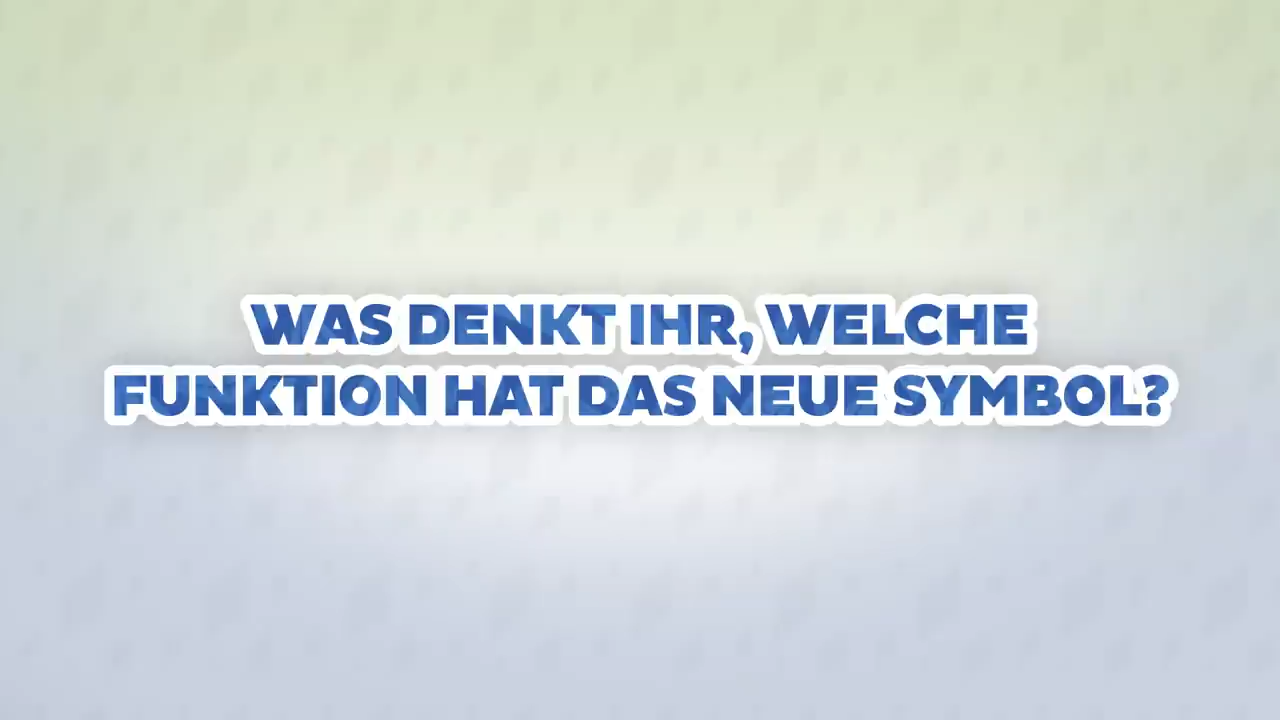 WAS DENKT IHR, WELCHE
FUNKTION HAT DAS NEUE SYMBOL?